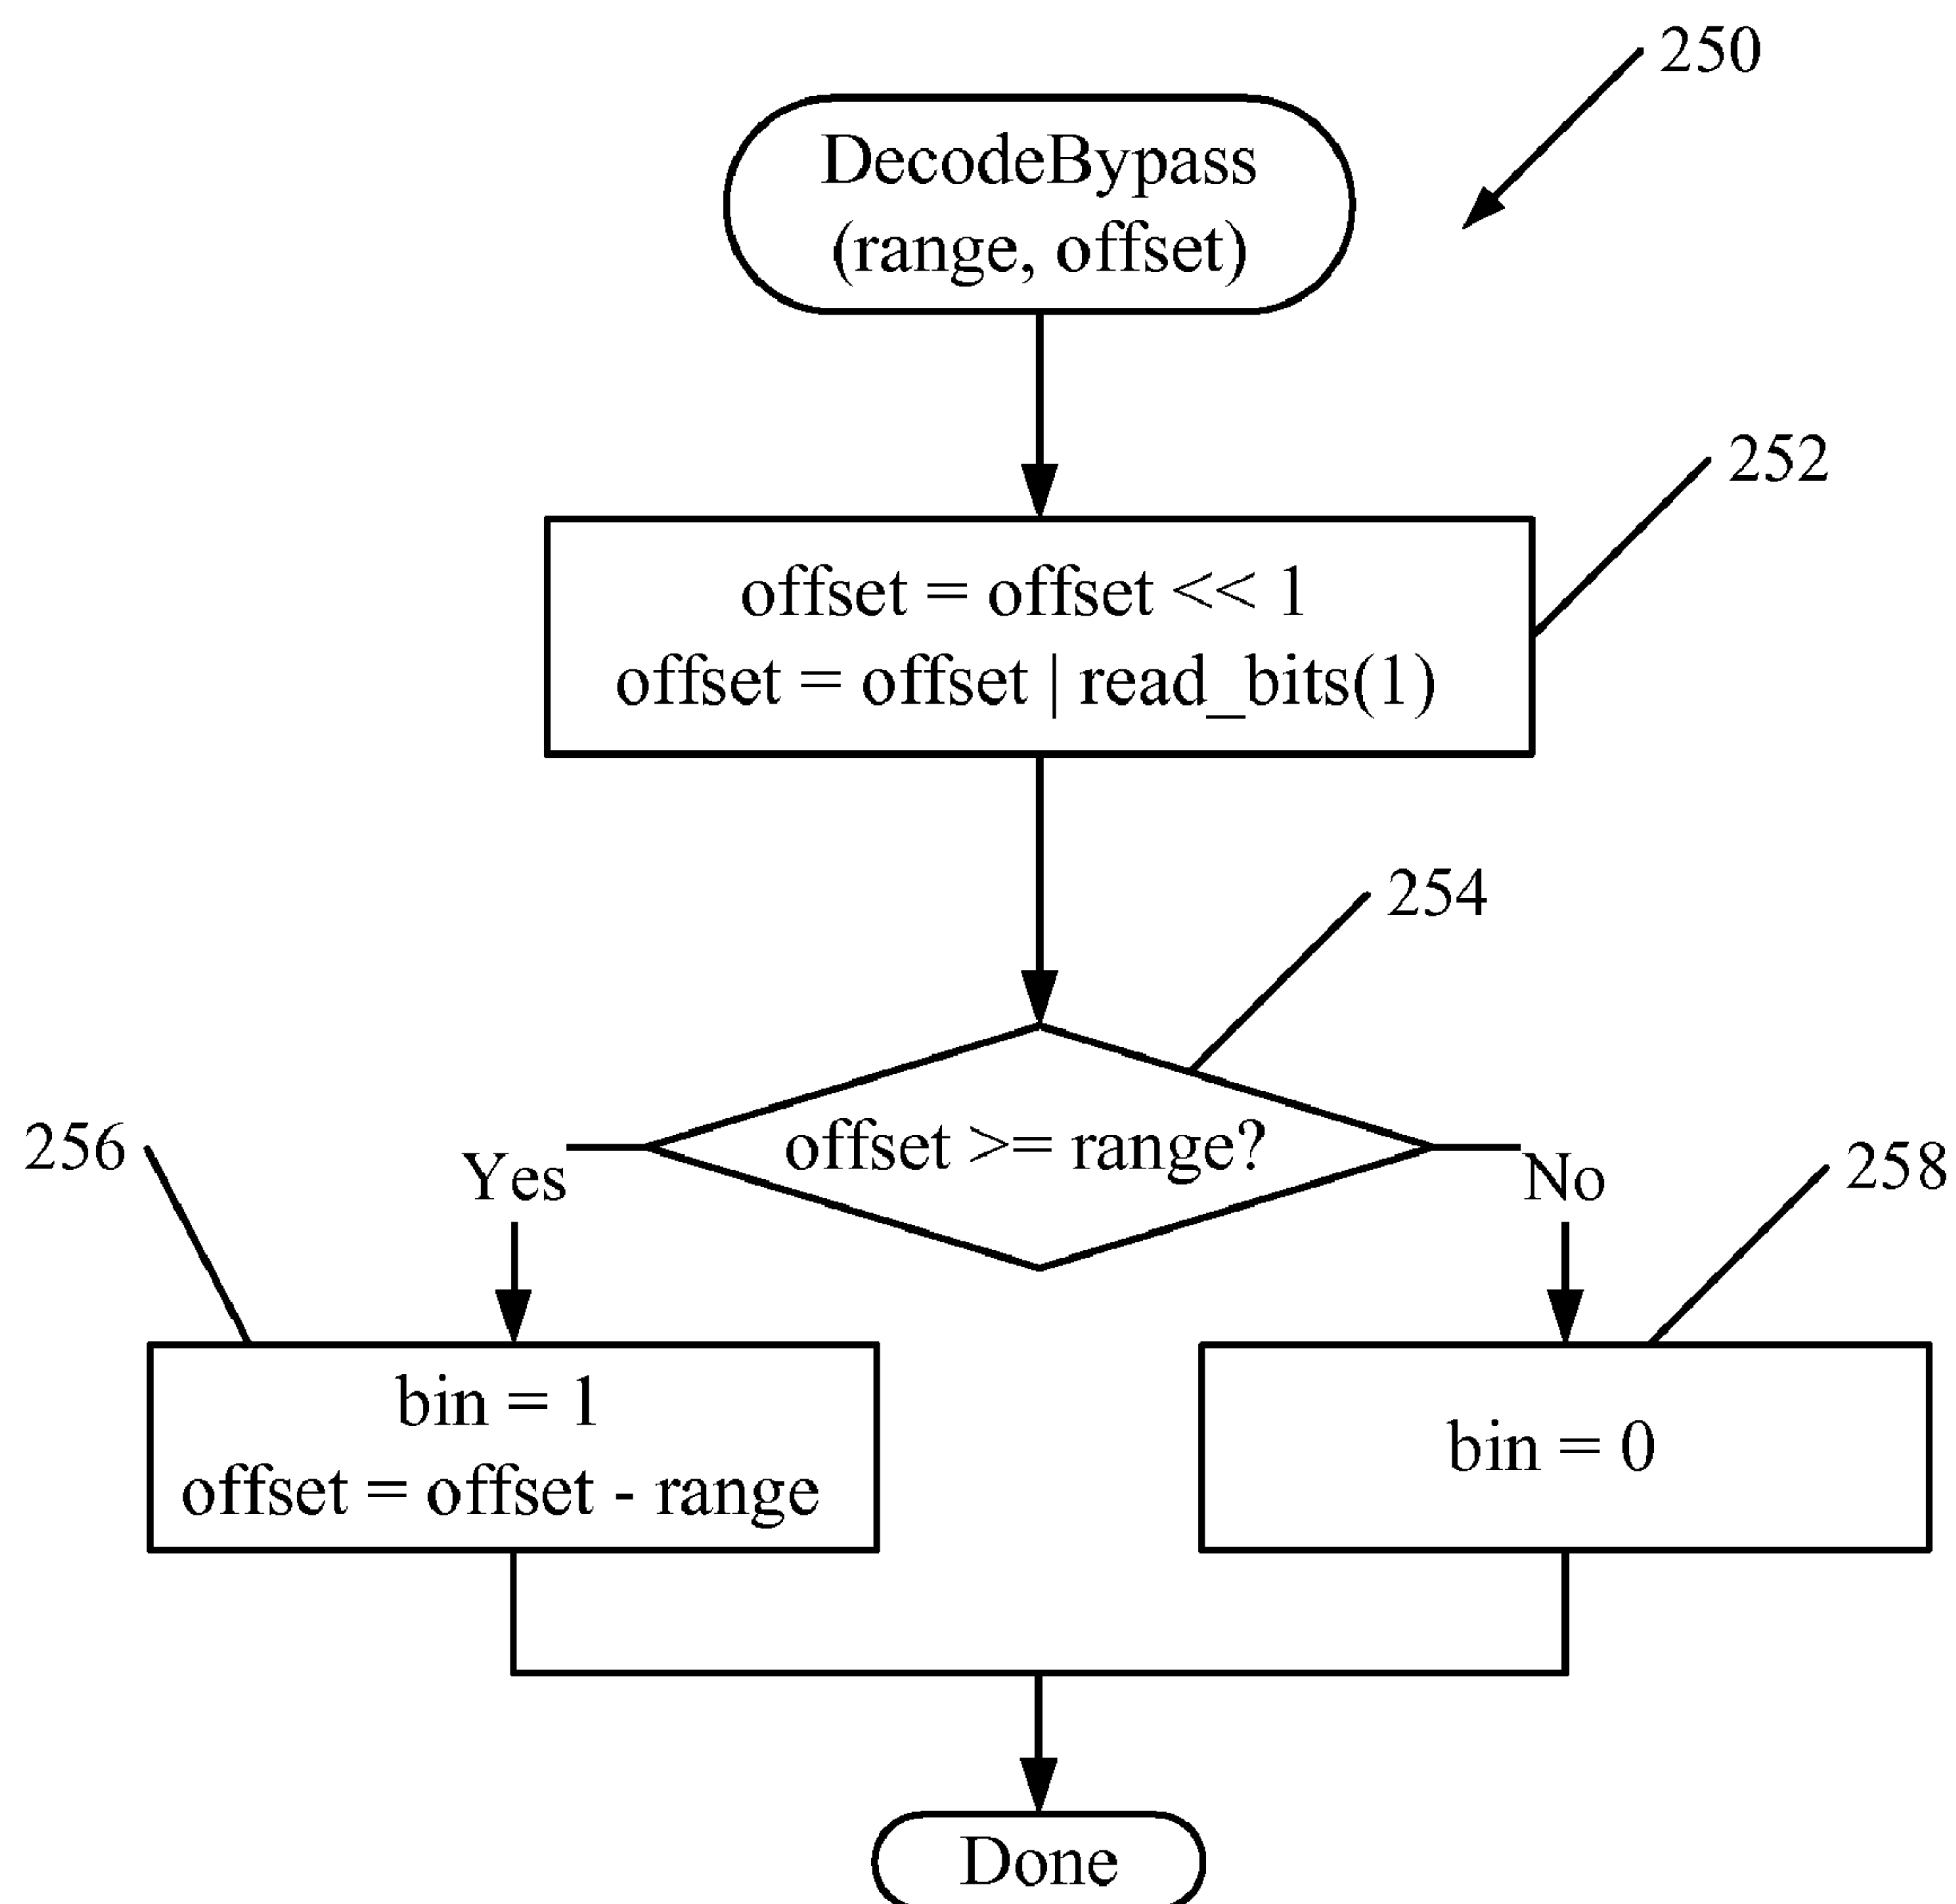 250
DecodeBypass
(range, offset)
252
offset = offset << 1
offset = offset | read_bits(1)
254
offset >= range?
256
Yes
No
258
bin = 1
offset = offset - range
bin = 0
Done